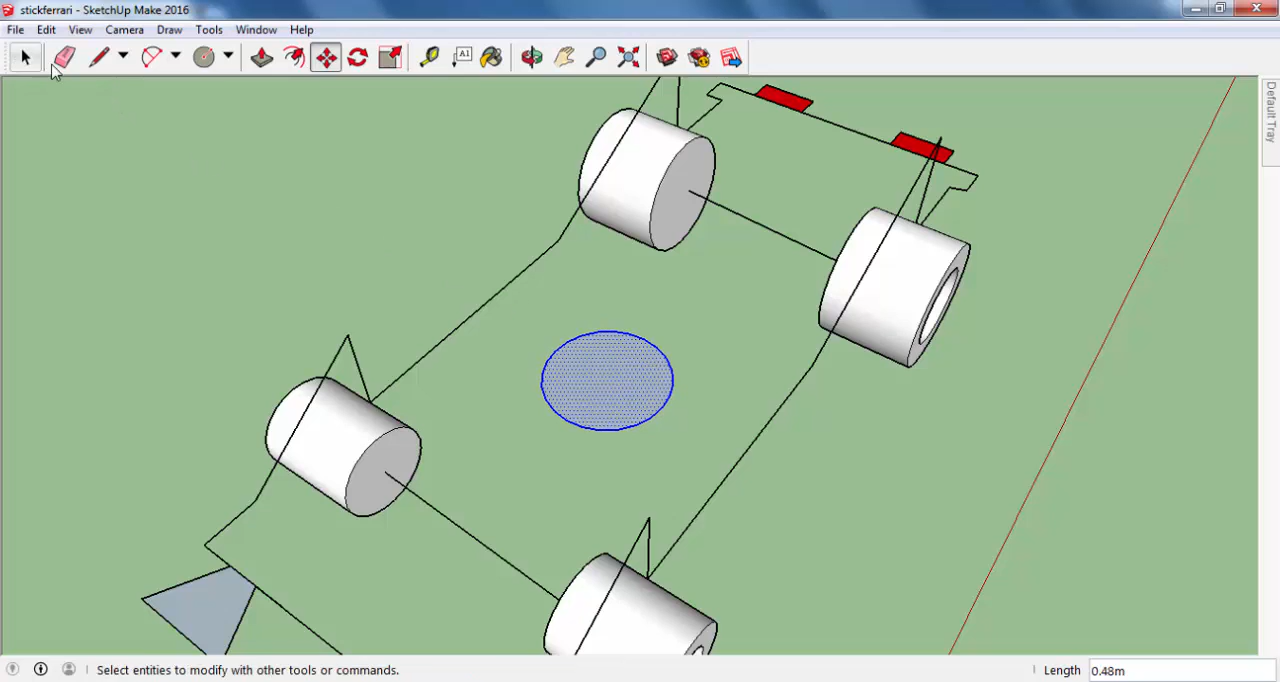 stickferrari - SketchUp Make 2016
File Edit View Camera Draw Tools Window Help
A1
Default Tray
Select entities to modify with other tools or commands.
Length 0.48m